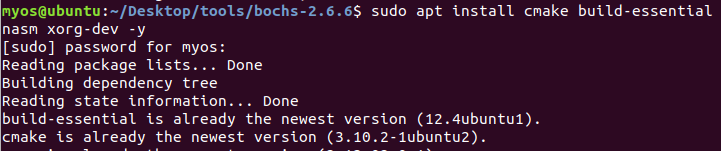 myos@ubuntu:~/Desktop/tools/bochs-2.6.6$ sudo apt install cmake build-essential
nasm xorg-dev -y
[sudo] password for myos:
Reading package lists... Done
Building dependency tree
Reading state information... Done
build-essential is already the newest version (12.4ubuntu1).
cmake is already the newest version (3.10.2-1ubuntu2).